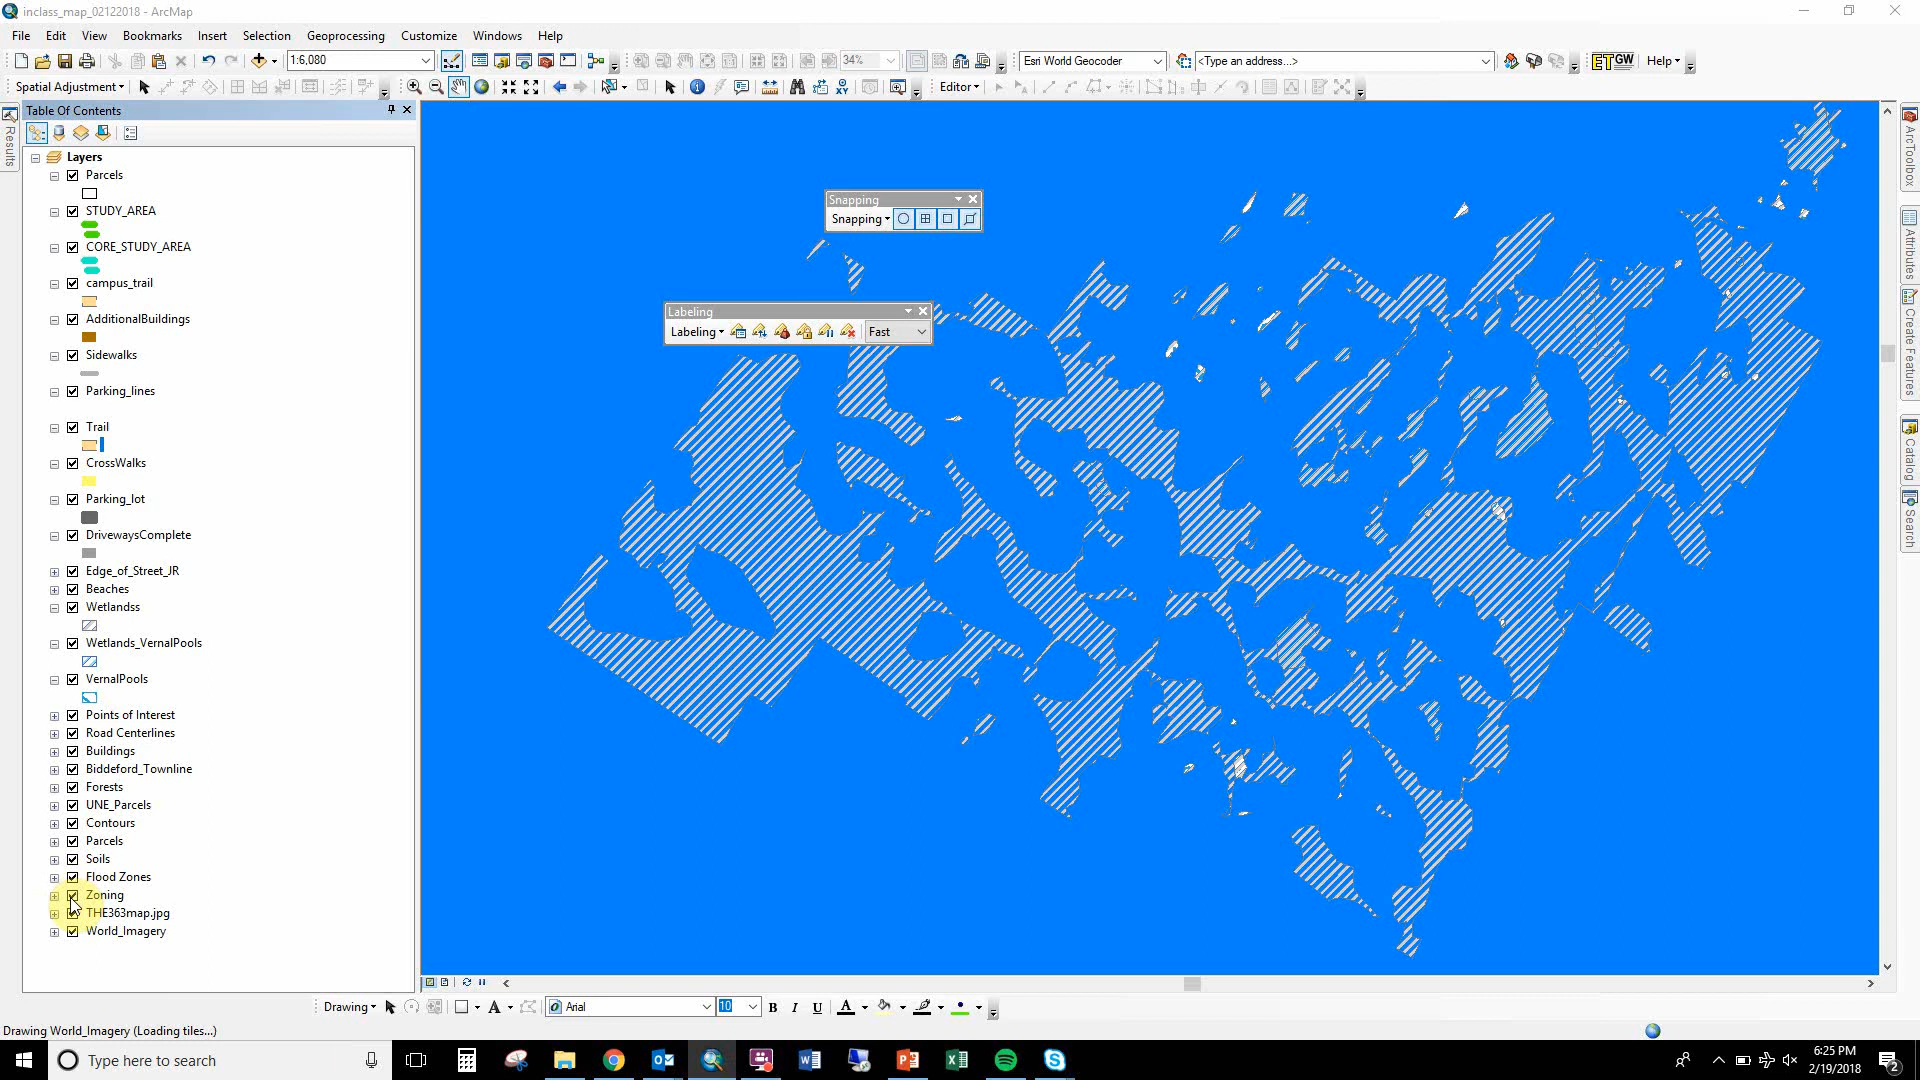 inclass_map_02122018 - ArcMap
File Edit View Bookmarks Insert Selection Geoprocessing Customize Windows Help
1:6,080 34% Esri World Geocoder <Type an address...> ET GW Help
Spatial Adjustment Editor
Table Of Contents
Results
Layers
Parcels
STUDY_AREA
CORE_STUDY_AREA
campus_trail
AdditionalBuildings
Sidewalks
Parking_lines
Trail
CrossWalks
Parking_lot
DrivewaysComplete
Edge_of_Street_JR
Beaches
Wetlandss
Wetlands_VernalPools
VernalPools
Points of Interest
Road Centerlines
Buildings
Biddeford_Townline
Forests
UNE_Parcels
Contours
Parcels
Soils
Flood Zones
Zoning
THE363map.jpg
World_Imagery
Snapping
Snapping
Labeling
Labeling Fast
ArcToolbox
Attributes
Create Features
Catalog
Search
Drawing A Arial 10 B I U A
Drawing World_Imagery (Loading tiles...)
Type here to search
6:25 PM
2/19/2018
2